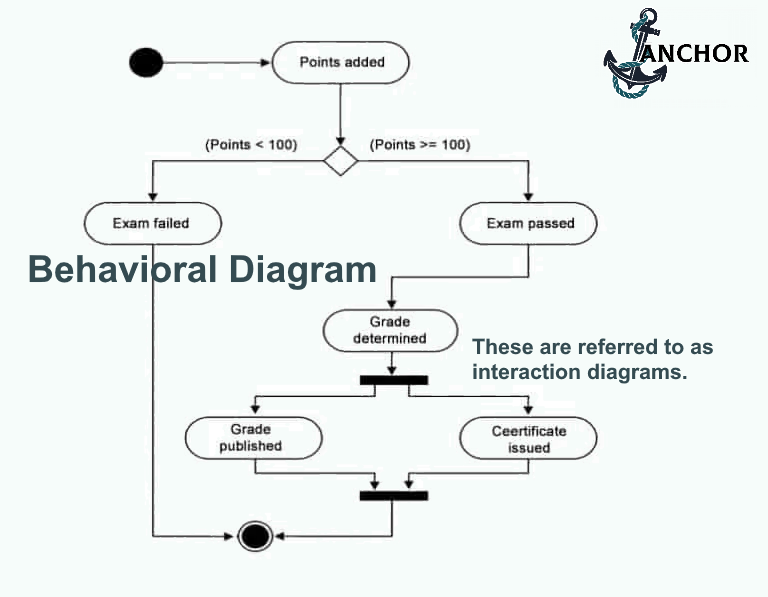 ANCHOR
Points added
(Points < 100)
(Points >= 100)
Exam failed
Exam passed
Behavioral Diagram
Grade
determined
These are referred to as
interaction diagrams.
Grade
published
Ceertificate
issued